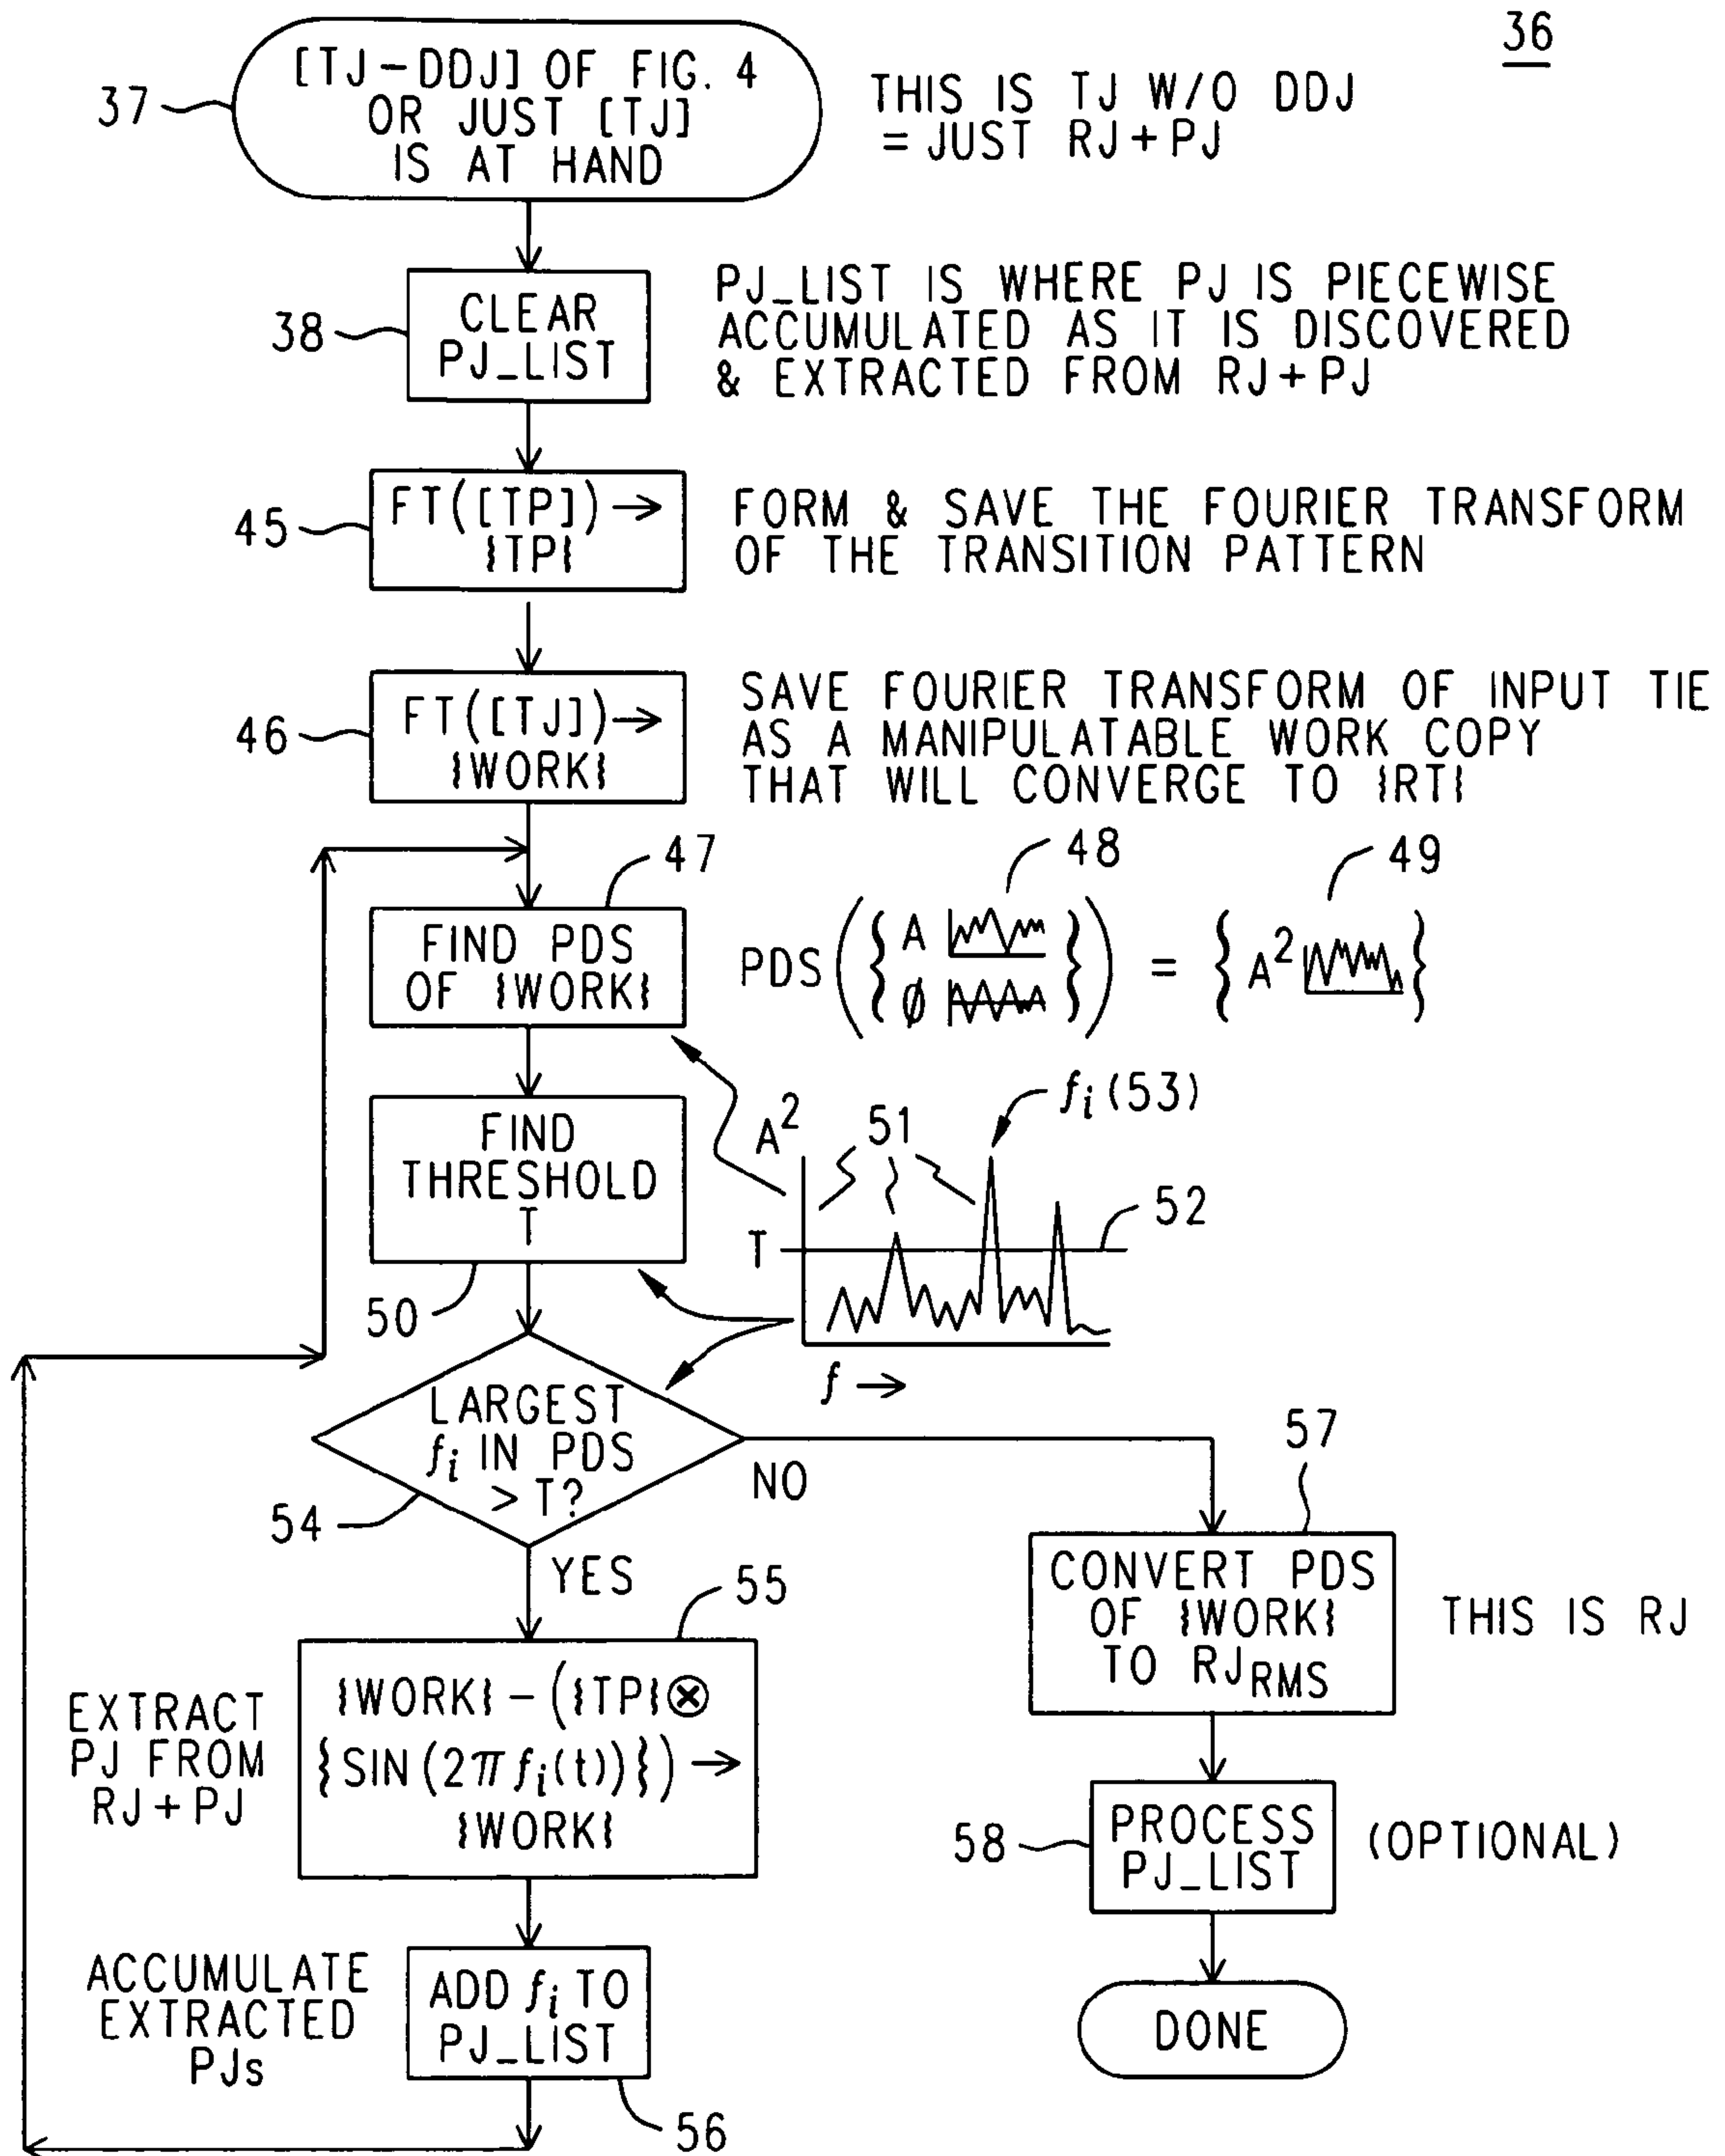 36
[TJ-DDJ] OF FIG. 4
OR JUST [TJ]
IS AT HAND
37
THIS IS TJ W/O DDJ
= JUST RJ+PJ
CLEAR
PJ_LIST
38
PJ_LIST IS WHERE PJ IS PIECEWISE
ACCUMULATED AS IT IS DISCOVERED
& EXTRACTED FROM RJ+PJ
FT([TP])→
{TP}
45
FORM & SAVE THE FOURIER TRANSFORM
OF THE TRANSITION PATTERN
FT([TJ])→
{WORK}
46
SAVE FOURIER TRANSFORM OF INPUT TIE
AS A MANIPULATABLE WORK COPY
THAT WILL CONVERGE TO {RT}
47
48
49
FIND PDS
OF {WORK}
PDS({A
Ø}) = {A²}
FIND
THRESHOLD
T
50
A²
51
fi (53)
T
52
f →
LARGEST
fi IN PDS
> T?
54
NO
YES
57
CONVERT PDS
OF {WORK}
TO RJRMS
THIS IS RJ
55
EXTRACT
PJ FROM
RJ+PJ
{WORK} – ({TP}⊗
{SIN(2π fi(t))})→
{WORK}
PROCESS
PJ_LIST
58
(OPTIONAL)
ACCUMULATE
EXTRACTED
PJs
ADD fi TO
PJ_LIST
56
DONE